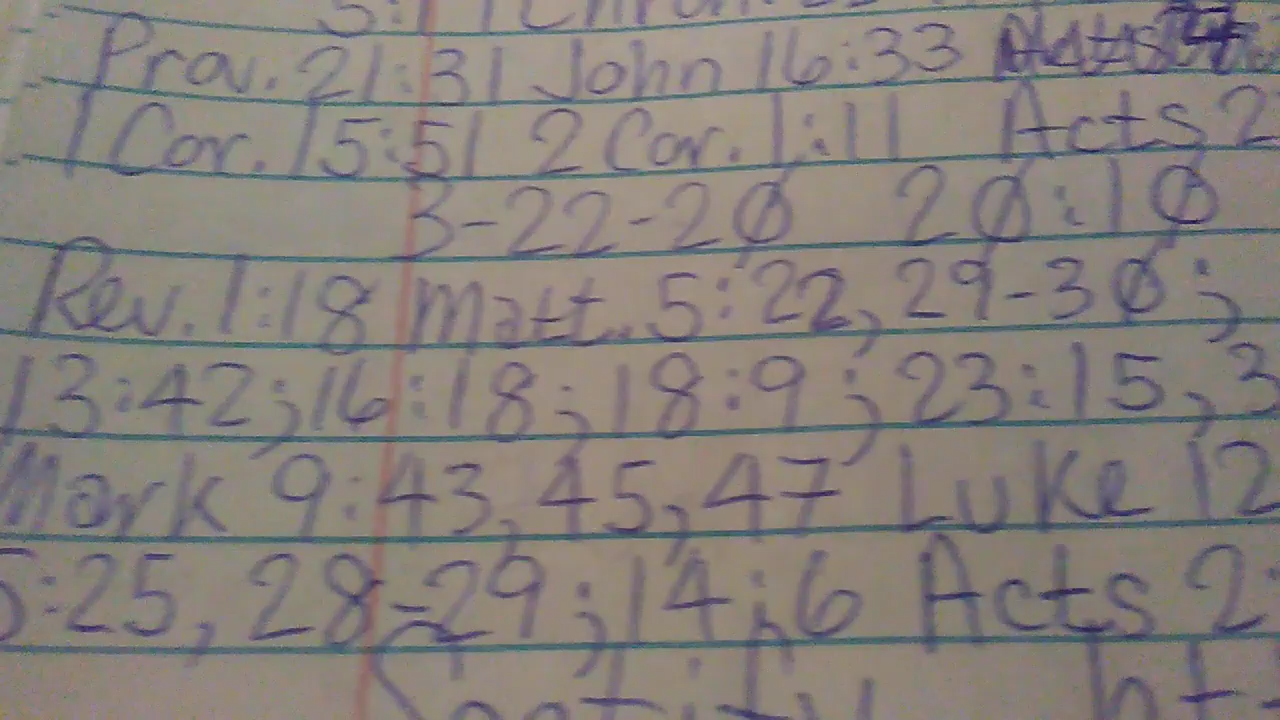 Prov. 21:31 John 16:33
1 Cor. 15:51 2 Cor. 1:11 Acts 2
3-22-20 20:10
Rev. 1:18 Matt. 5:22, 29-30;
13:42;16:18;18:9;23:15,3
Mark 9:43,45,47 Luke 12
5:25, 28-29;14:6 Acts 2: